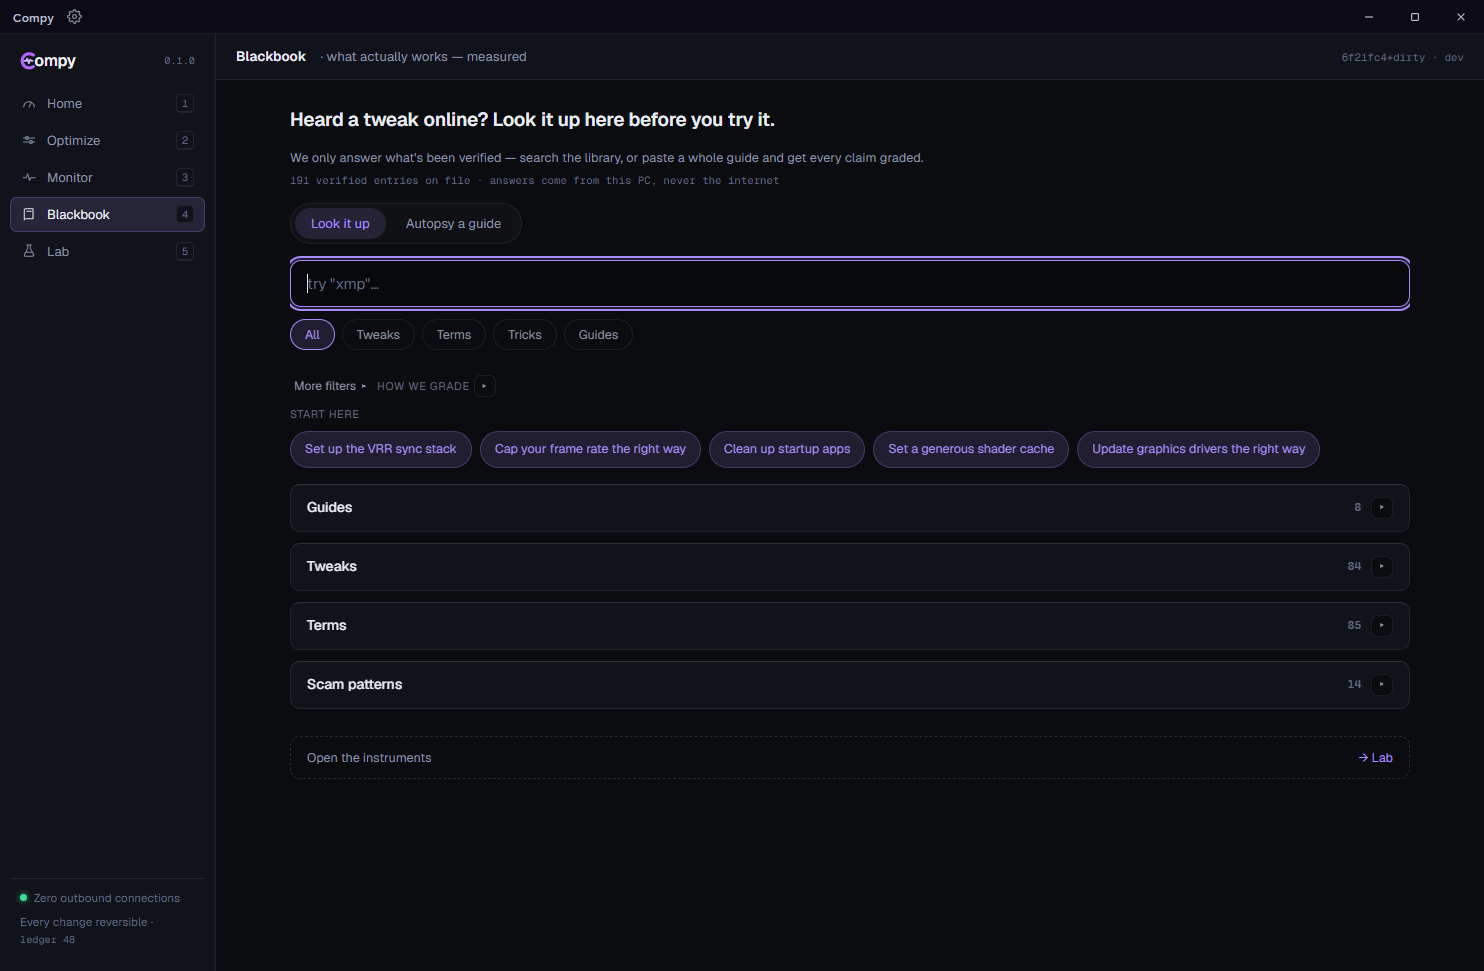 Compy
Compy 0.1.0
Home 1
Optimize 2
Monitor 3
Blackbook 4
Lab 5
Zero outbound connections
Every change reversible ·
ledger 48
Blackbook · what actually works — measured
6f2ifc4+dirty · dev
Heard a tweak online? Look it up here before you try it.
We only answer what's been verified — search the library, or paste a whole guide and get every claim graded.
191 verified entries on file · answers come from this PC, never the internet
Look it up Autopsy a guide
try "xmp"...
All Tweaks Terms Tricks Guides
More filters ▸ HOW WE GRADE ▸
START HERE
Set up the VRR sync stack Cap your frame rate the right way Clean up startup apps Set a generous shader cache Update graphics drivers the right way
Guides 8 ▸
Tweaks 84 ▸
Terms 85 ▸
Scam patterns 14 ▸
Open the instruments → Lab